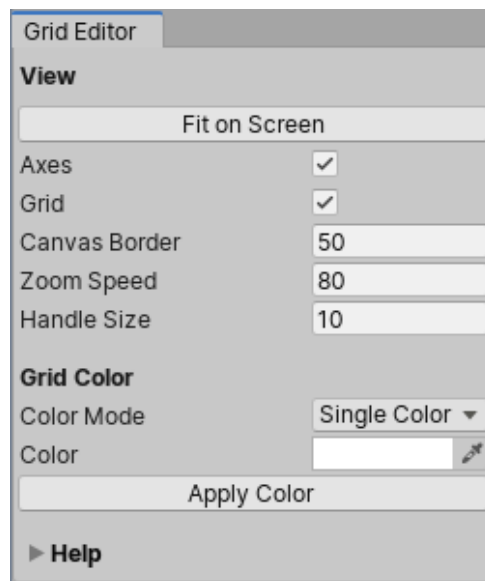 Grid Editor
View
Fit on Screen
Axes
Grid
Canvas Border 50
Zoom Speed 80
Handle Size 10
Grid Color
Color Mode Single Color
Color
Apply Color
Help